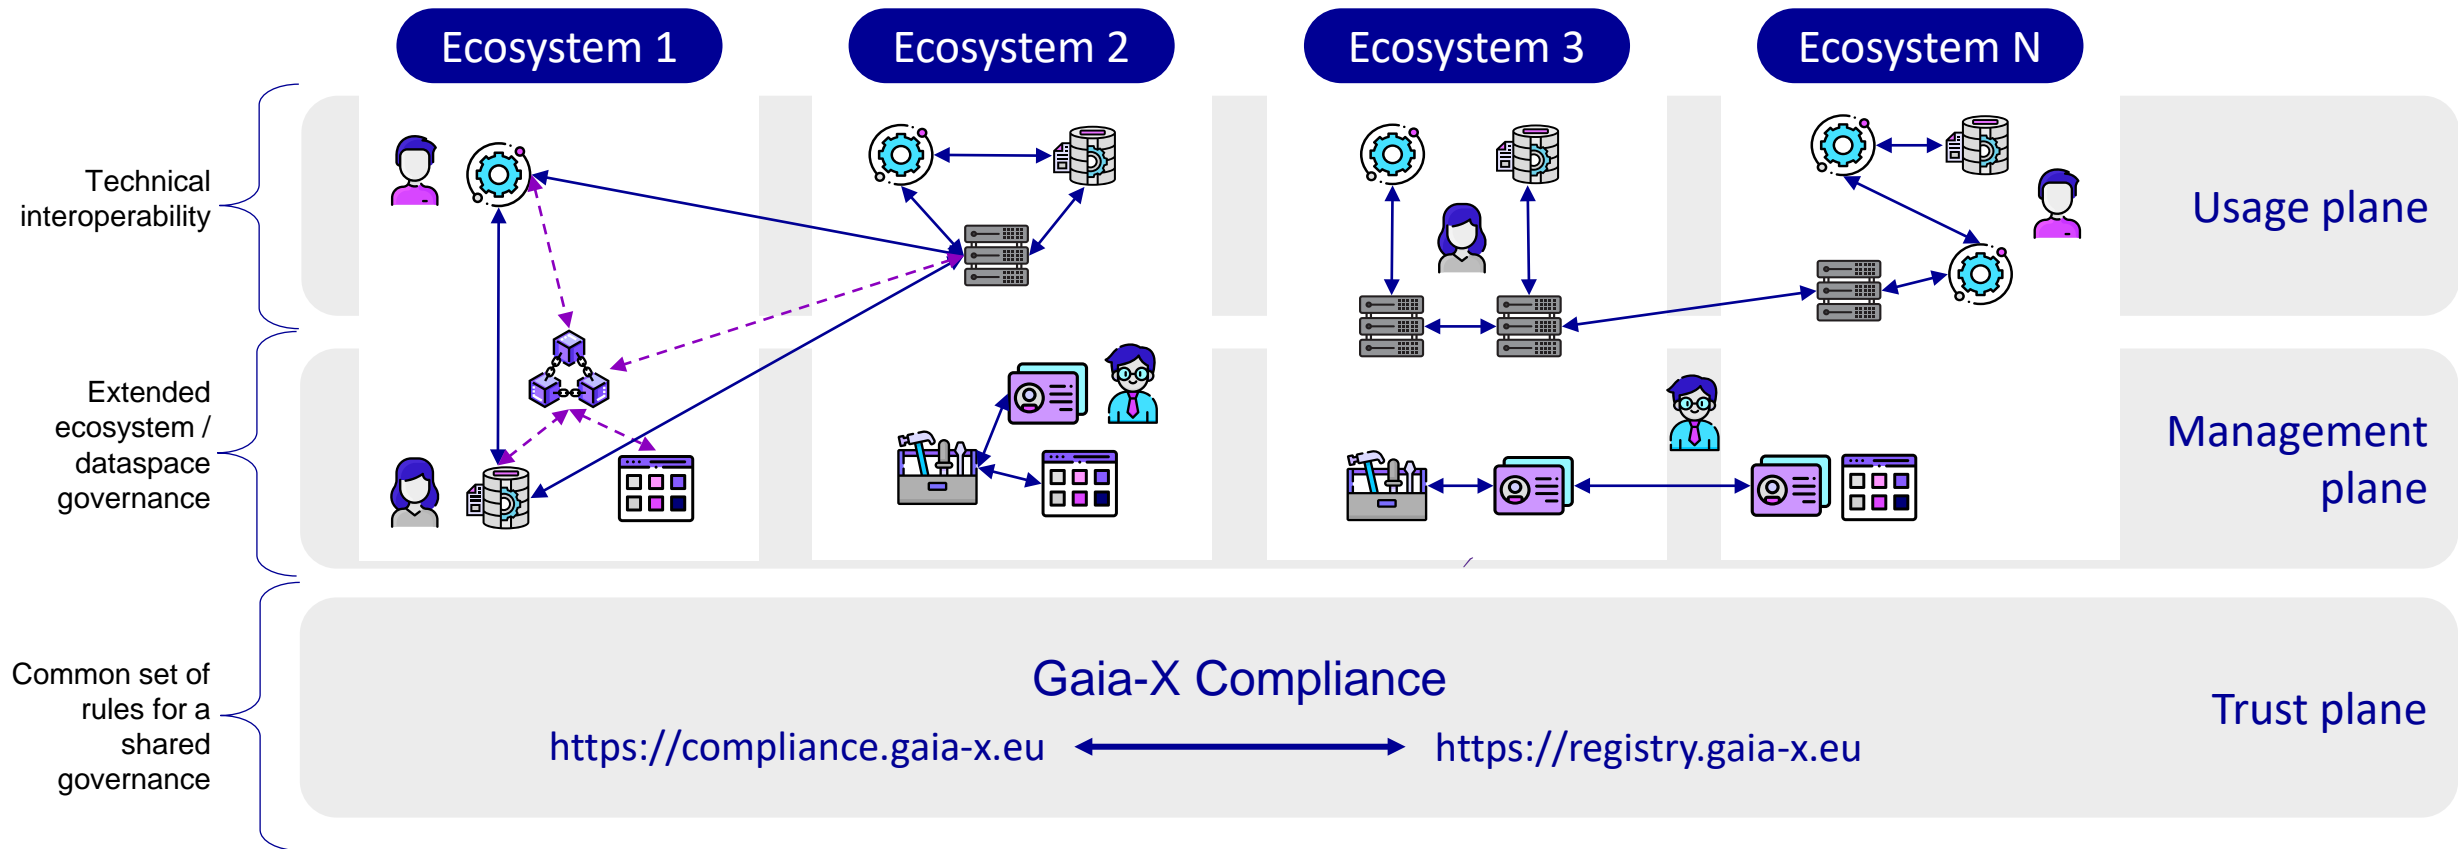 Ecosystem 1
Ecosystem 2
Ecosystem 3
Ecosystem N
Technical
interoperability
Usage plane
Extended
ecosystem /
dataspace
governance
Management
plane
Common set of
rules for a
shared
governance
Gaia-X Compliance
https://compliance.gaia-x.eu
https://registry.gaia-x.eu
Trust plane